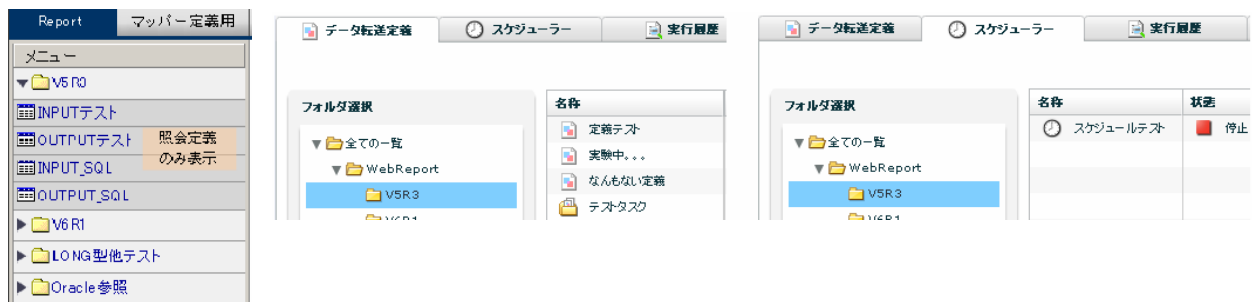 Report マッパー定義用
メニュー
V5R3
INPUTテスト
OUTPUTテスト
INPUT_SQL
OUTPUT_SQL
照会定義
のみ表示
V6R1
LONG型他テスト
Oracle参照
データ転送定義 スケジューラー 実行履歴
フォルダ選択
全ての一覧
WebReport
V5R3
V6R1
名称
定義テスト
実験中。。。
なんもない定義
テストタスク
データ転送定義 スケジューラー 実行履歴
フォルダ選択
全ての一覧
WebReport
V5R3
V6R1
名称 状態
スケジュールテスト 停止